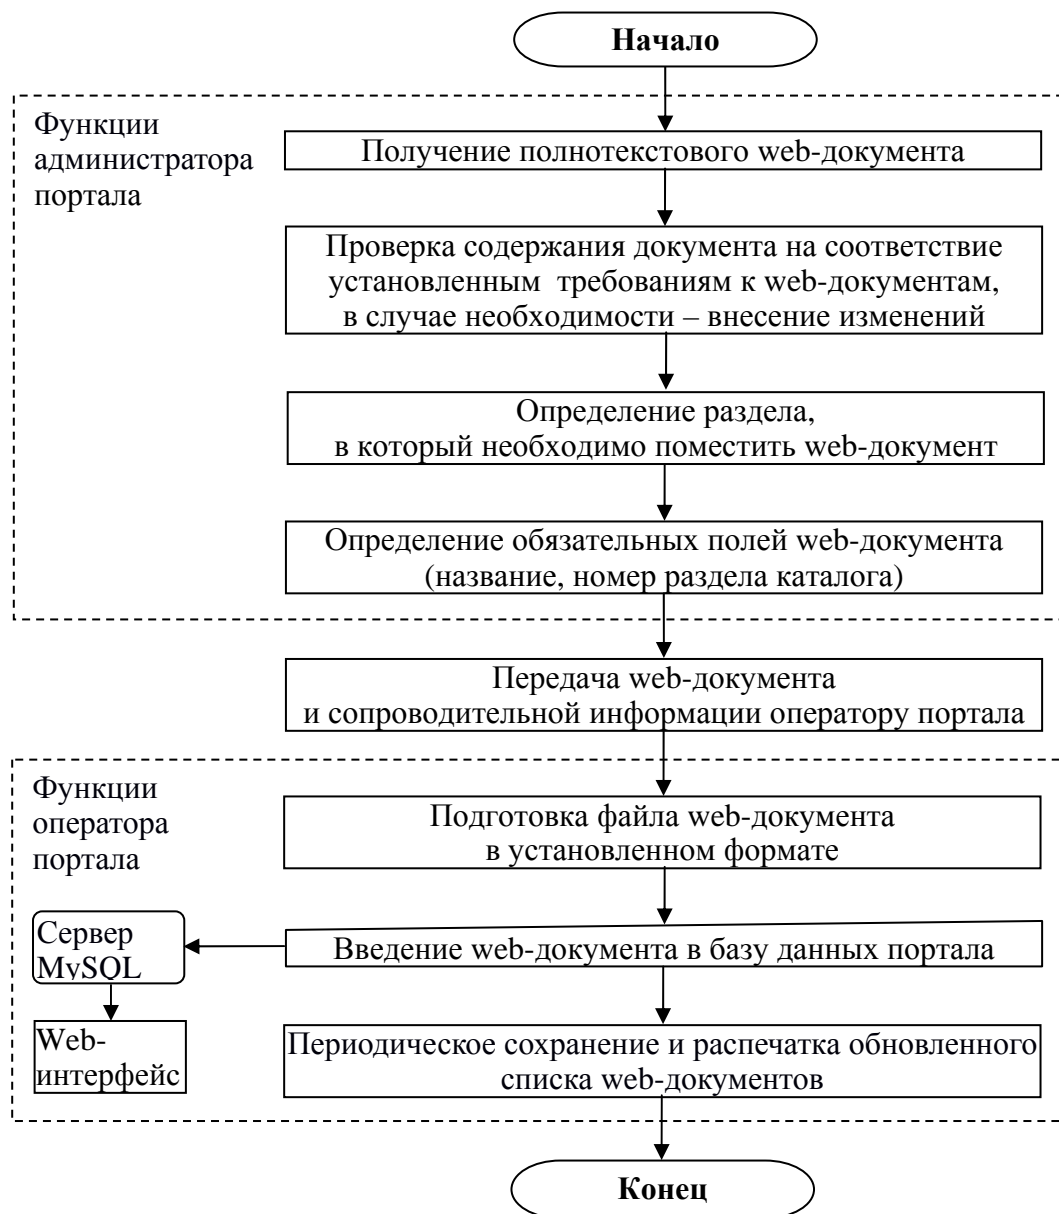 Начало
Функции
администратора
портала
Получение полнотекстового web-документа
Проверка содержания документа на соответствие
установленным требованиям к web-документам,
в случае необходимости – внесение изменений
Определение раздела,
в который необходимо поместить web-документ
Определение обязательных полей web-документа
(название, номер раздела каталога)
Передача web-документа
и сопроводительной информации оператору портала
Функции
оператора
портала
Подготовка файла web-документа
в установленном формате
Введение web-документа в базу данных портала
Сервер
MySQL
Web-
интерфейс
Периодическое сохранение и распечатка обновленного
списка web-документов
Конец